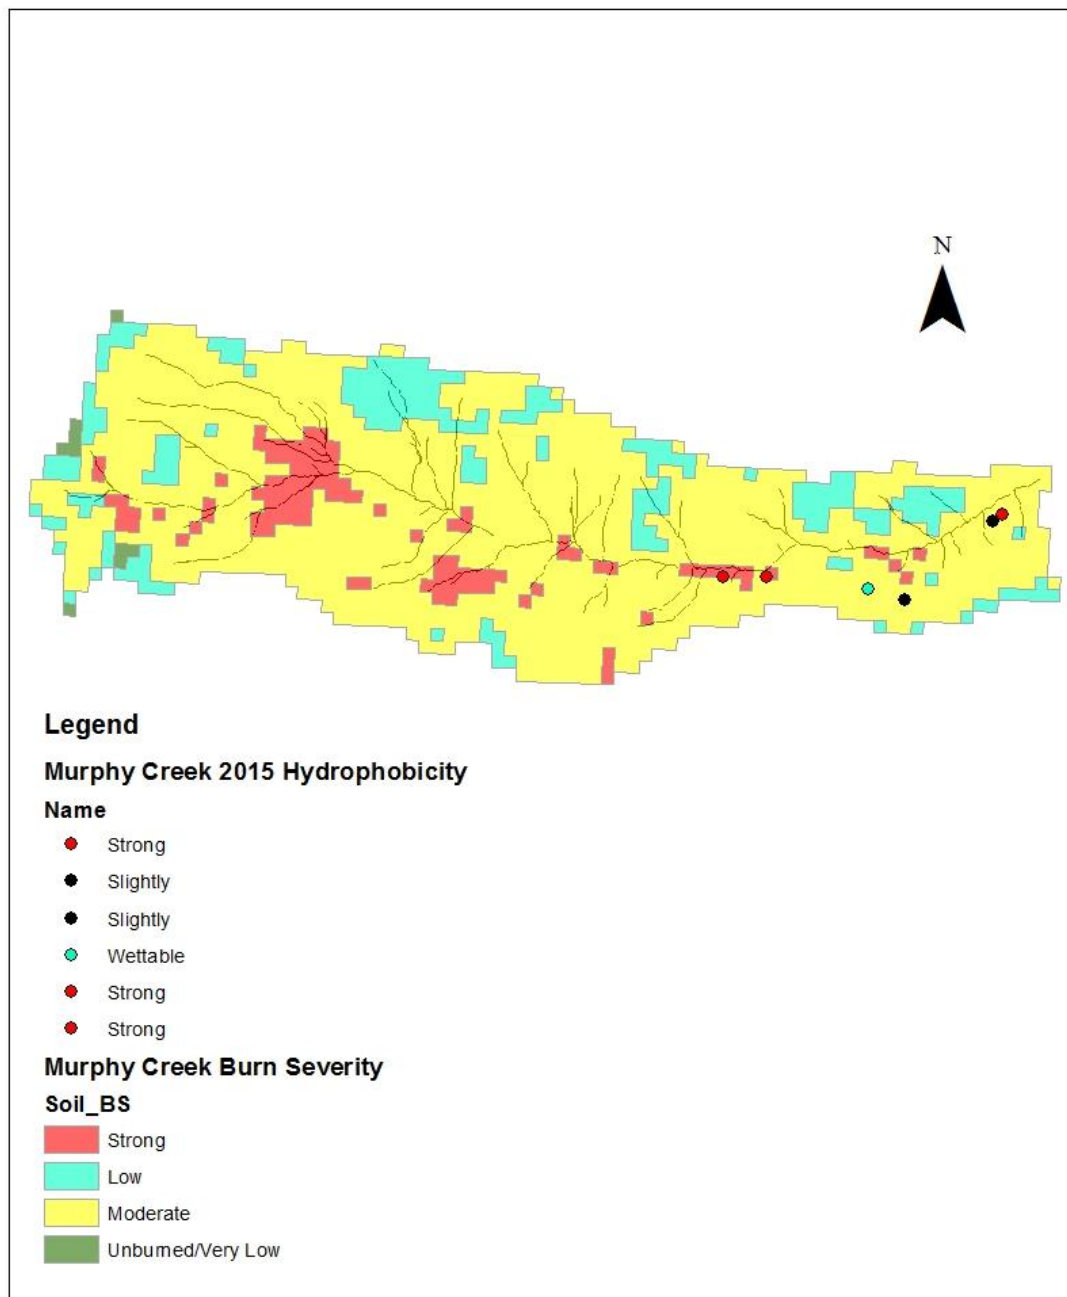 N
Legend
Murphy Creek 2015 Hydrophobicity
Name
Strong
Slightly
Slightly
Wettable
Strong
Strong
Murphy Creek Burn Severity
Soil_BS
Strong
Low
Moderate
Unburned/Very Low